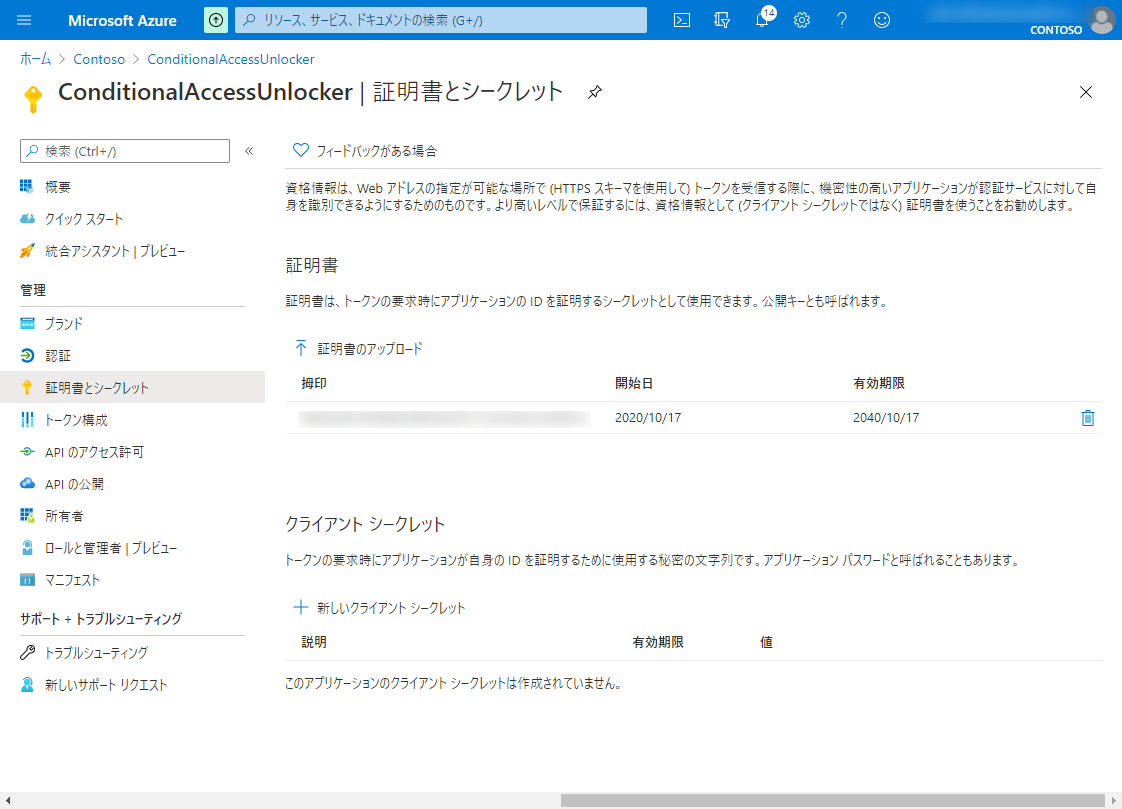 Microsoft Azure
リソース、サービス、ドキュメントの検索 (G+/)
14
CONTOSO
ホーム > Contoso > ConditionalAccessUnlocker
ConditionalAccessUnlocker | 証明書とシークレット
検索 (Ctrl+/)
«
概要
クイック スタート
統合アシスタント | プレビュー
管理
ブランド
認証
証明書とシークレット
トークン構成
API のアクセス許可
API の公開
所有者
ロールと管理者 | プレビュー
マニフェスト
サポート + トラブルシューティング
トラブルシューティング
新しいサポート リクエスト
フィードバックがある場合
資格情報は、Web アドレスの指定が可能な場所で (HTTPS スキーマを使用して) トークンを受信する際に、機密性の高いアプリケーションが認証サービスに対して自
身を識別できるようにするためのものです。より高いレベルで保証するには、資格情報として (クライアント シークレットではなく) 証明書を使うことをお勧めします。
証明書
証明書は、トークンの要求時にアプリケーションの ID を証明するシークレットとして使用できます。公開キーとも呼ばれます。
証明書のアップロード
拇印 開始日 有効期限
2020/10/17 2040/10/17
クライアント シークレット
トークンの要求時にアプリケーションが自身の ID を証明するために使用する秘密の文字列です。アプリケーション パスワードと呼ばれることもあります。
新しいクライアント シークレット
説明 有効期限 値
このアプリケーションのクライアント シークレットは作成されていません。